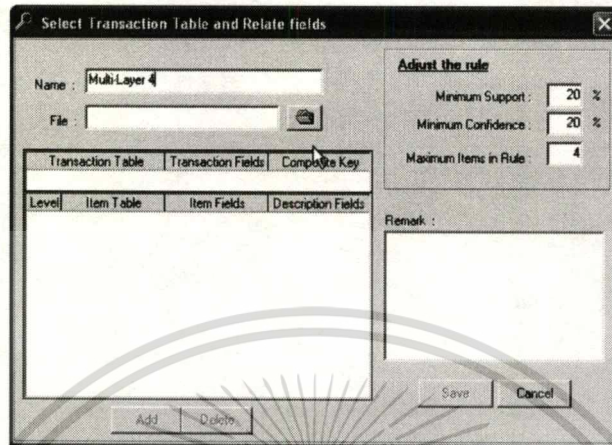 Select Transaction Table and Relate fields
Name : Multi-Layer 4
File :
Transaction Table Transaction Fields Composite Key
Level Item Table Item Fields Description Fields
Add Delete
Adjust the rule
Minimum Support : 20 %
Minimum Confidence : 20 %
Maximum Items in Rule : 4
Remark :
Save Cancel